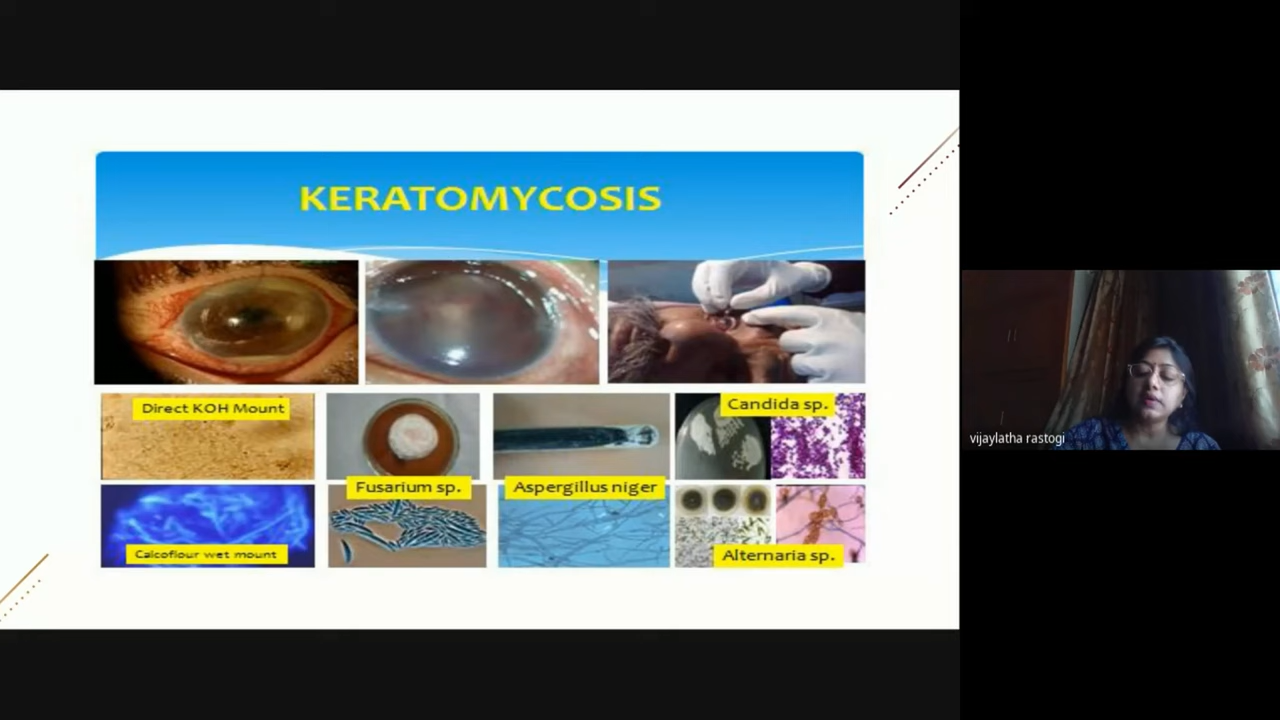 KERATOMYCOSIS
Direct KOH Mount
Candida sp.
Fusarium sp.
Aspergillus niger
Calcoflour wet mount
Alternaria sp.
vijaylatha rastogi